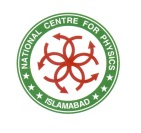 NATIONAL CENTRE FOR PHYSICS
ISLAMABAD